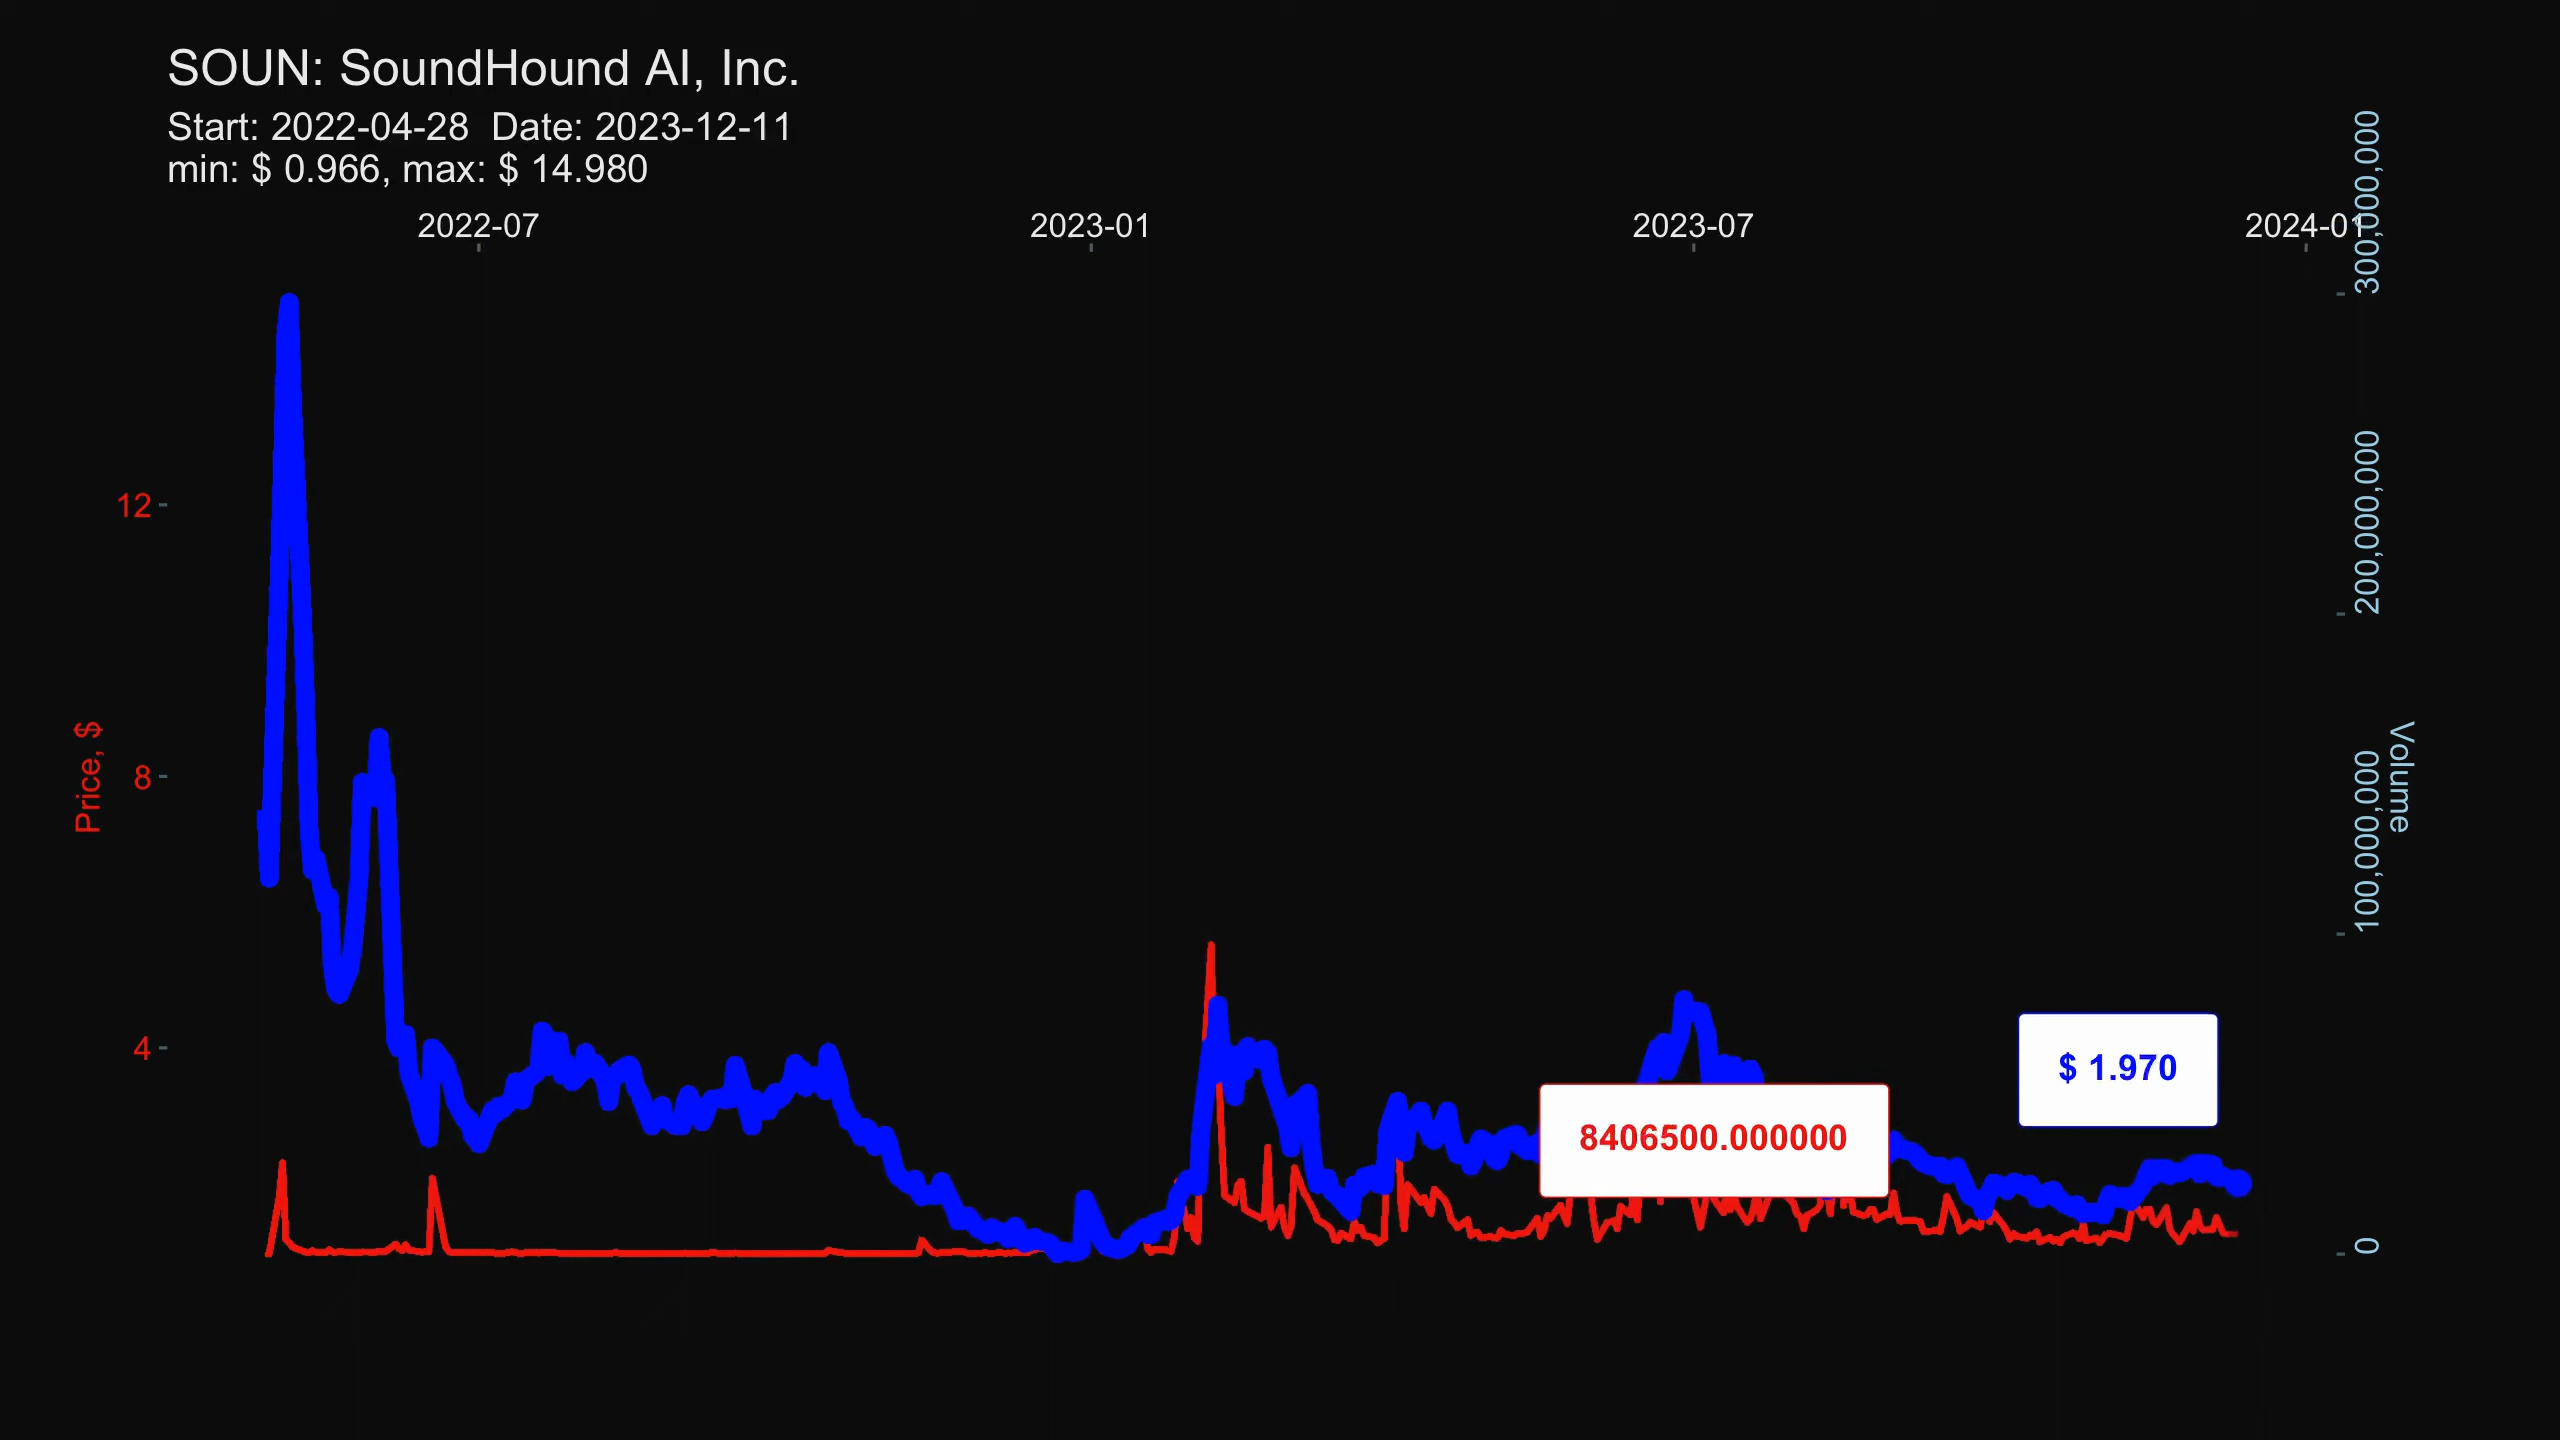 SOUN: SoundHound AI, Inc.
Start: 2022-04-28  Date: 2023-12-11
min: $ 0.966, max: $ 14.980
2022-07
2023-01
2023-07
2024-01
12
8
4
Price, $
300,000,000
200,000,000
100,000,000
0
Volume
$ 1.970
8406500.000000